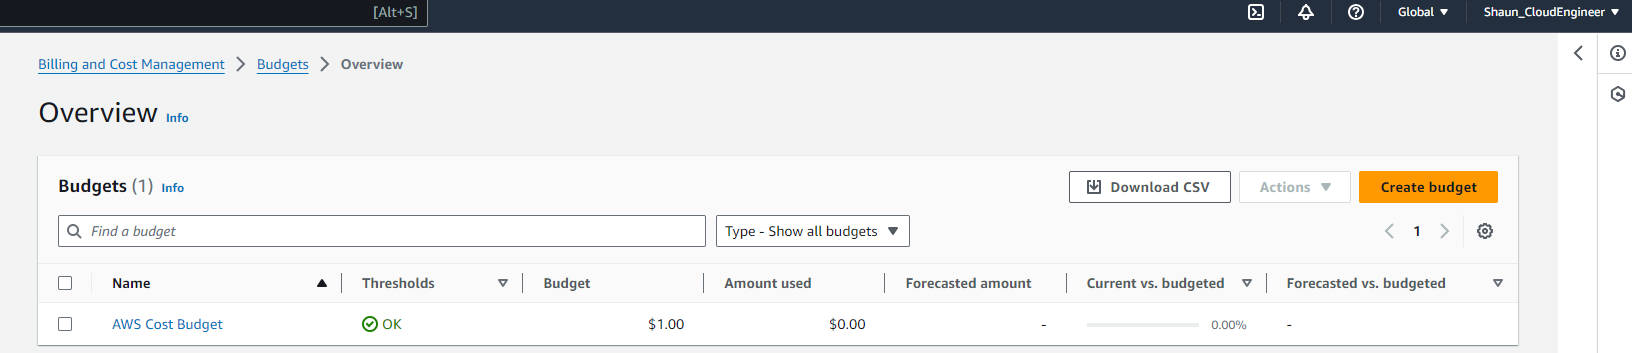 [Alt+S] Global Shaun_CloudEngineer
Billing and Cost Management Budgets Overview
Overview Info
Budgets (1) Info Download CSV Actions Create budget
Find a budget Type - Show all budgets 1
Name Thresholds Budget Amount used Forecasted amount Current vs. budgeted Forecasted vs. budgeted
AWS Cost Budget OK $1.00 $0.00 - 0.00% -